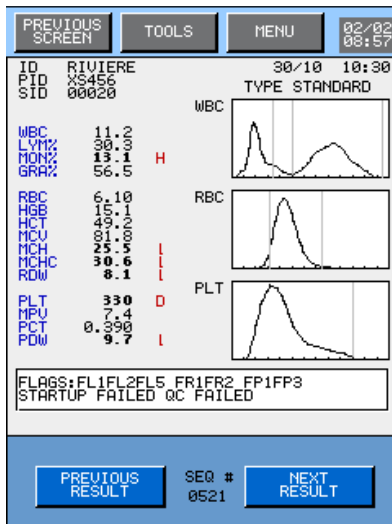 PREVIOUS SCREEN TOOLS MENU 02/02 08:57
ID RIVIERE 30/10 10:30
PID XS456 TYPE STANDARD
SID 00020
WBC
WBC 11.2
LYM% 30.3
MON% 13.1 H
GRA% 56.5
RBC 6.10 RBC
HGB 15.1
HCT 49.2
MCV 81.8
MCH 25.5 l
MCHC 30.6 l
RDW 8.1 l
PLT
PLT 330 D
MPV 7.4
PCT 0.390
PDW 9.7 l
FLAGS:FL1FL2FL5 FR1FR2 FP1FP3
STARTUP FAILED QC FAILED
PREVIOUS RESULT SEQ # 0521 NEXT RESULT